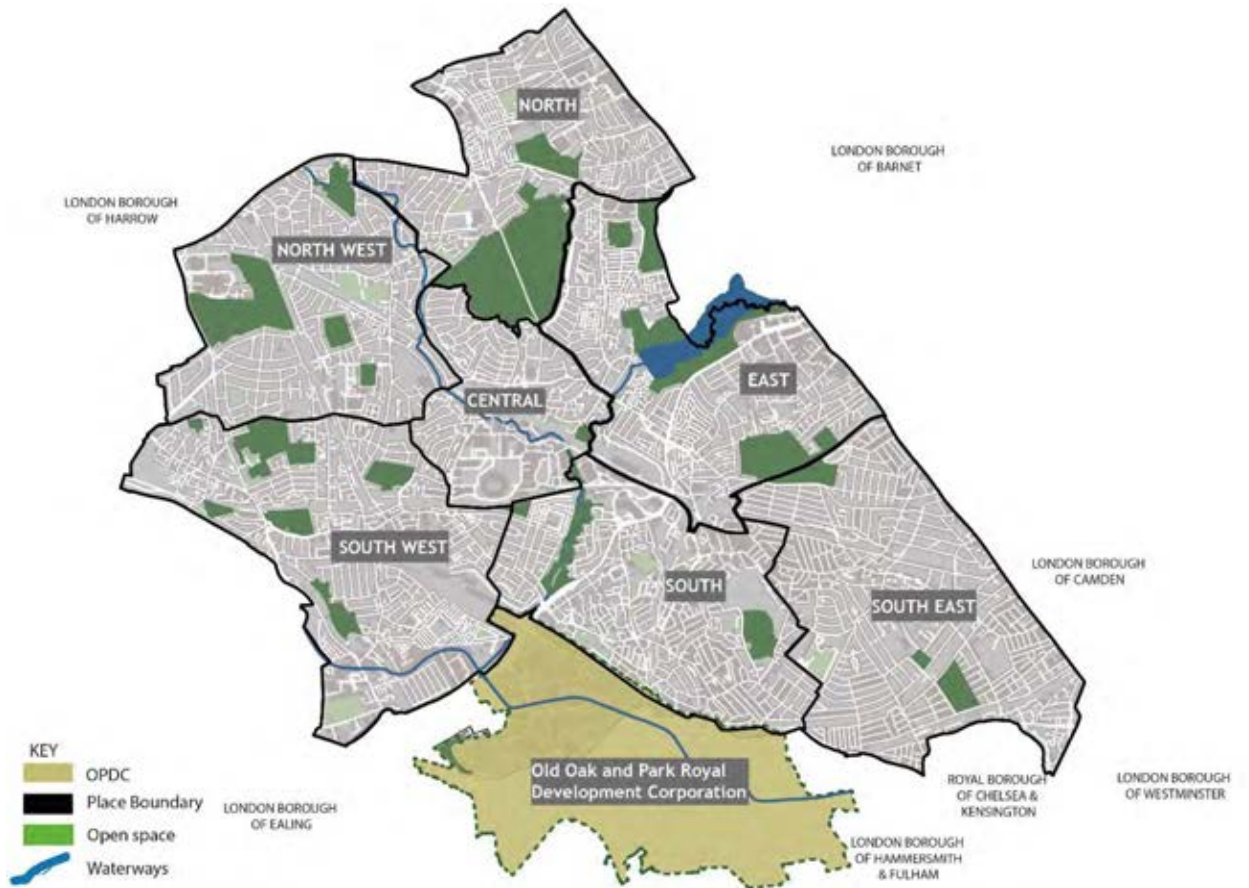 NORTH
LONDON BOROUGH
OF BARNET
LONDON BOROUGH
OF HARROW
NORTH WEST
EAST
CENTRAL
SOUTH WEST
LONDON BOROUGH
OF CAMDEN
SOUTH
SOUTH EAST
KEY
OPDC
Place Boundary
Open space
Waterways
LONDON BOROUGH
OF EALING
Old Oak and Park Royal
Development Corporation
ROYAL BOROUGH
OF CHELSEA &
KENSINGTON
LONDON BOROUGH
OF WESTMINSTER
LONDON BOROUGH
OF HAMMERSMITH
& FULHAM